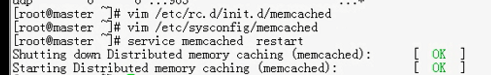 [root@master ~]# vim /etc/rc.d/init.d/memcached
[root@master ~]# vim /etc/sysconfig/memcached
[root@master ~]# service memcached  restart
Shutting down Distributed memory caching (memcached):      [  OK  ]
Starting Distributed memory caching (memcached):           [  OK  ]